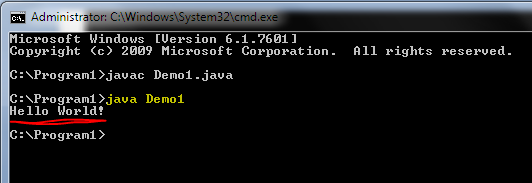 Administrator: C:\Windows\System32\cmd.exe
Microsoft Windows [Version 6.1.7601]
Copyright (c) 2009 Microsoft Corporation.  All rights reserved.
C:\Program1>javac Demo1.java
C:\Program1>java Demo1
Hello World!
C:\Program1>